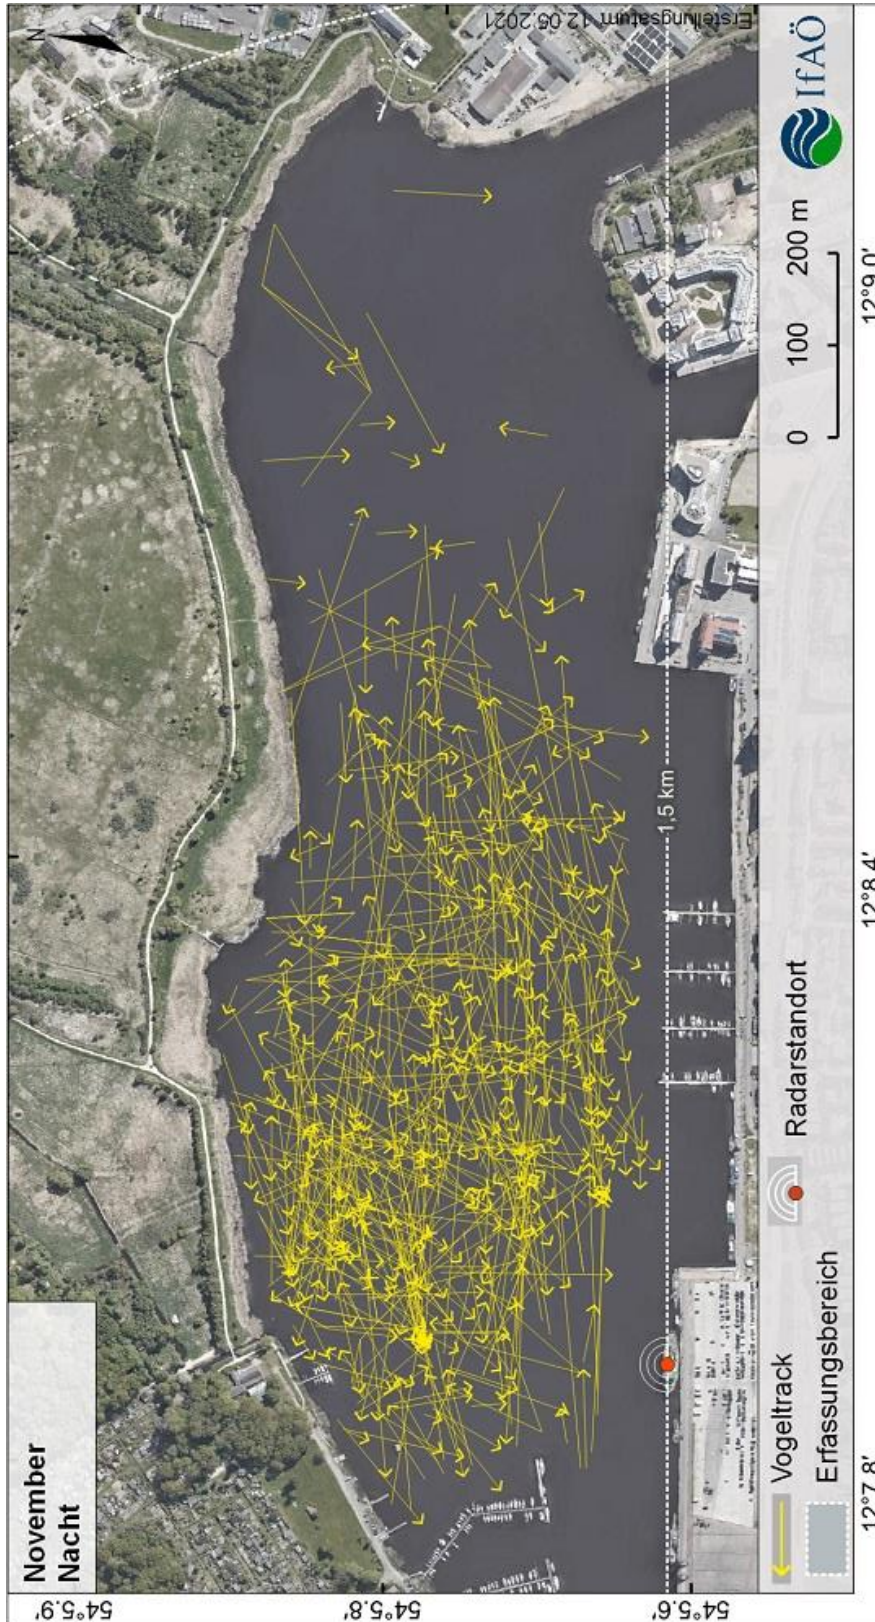 November
Nacht
N
Erstellungsdatum: 12.05.2021
1,5 km
54°5.9'
54°5.8'
54°5.6'
Vogeltrack
Radarstandort
Erfassungsbereich
0 100 200 m
IfAÖ
12°7.8'
12°8.4'
12°9.0'